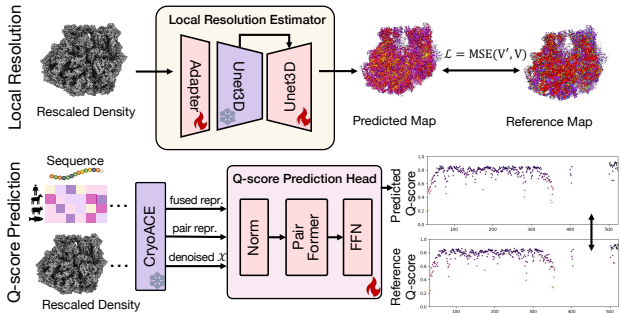 Local Resolution
Local Resolution Estimator
Adapter
Unet3D
Unet3D
Rescaled Density
Predicted Map
ℒ = MSE(V′, V)
Reference Map
Q-score Prediction
Sequence
...
...
Rescaled Density
CryoACE
fused repr.
pair repr.
denoised 𝒳
Q-score Prediction Head
Norm
Pair
Former
FFN
Predicted
Q-score
1.0
0.8
0.6
0.4
0.2
0.0
100 200 300 400 500
Reference
Q-score
1.0
0.8
0.6
0.4
0.2
0.0
100 200 300 400 500